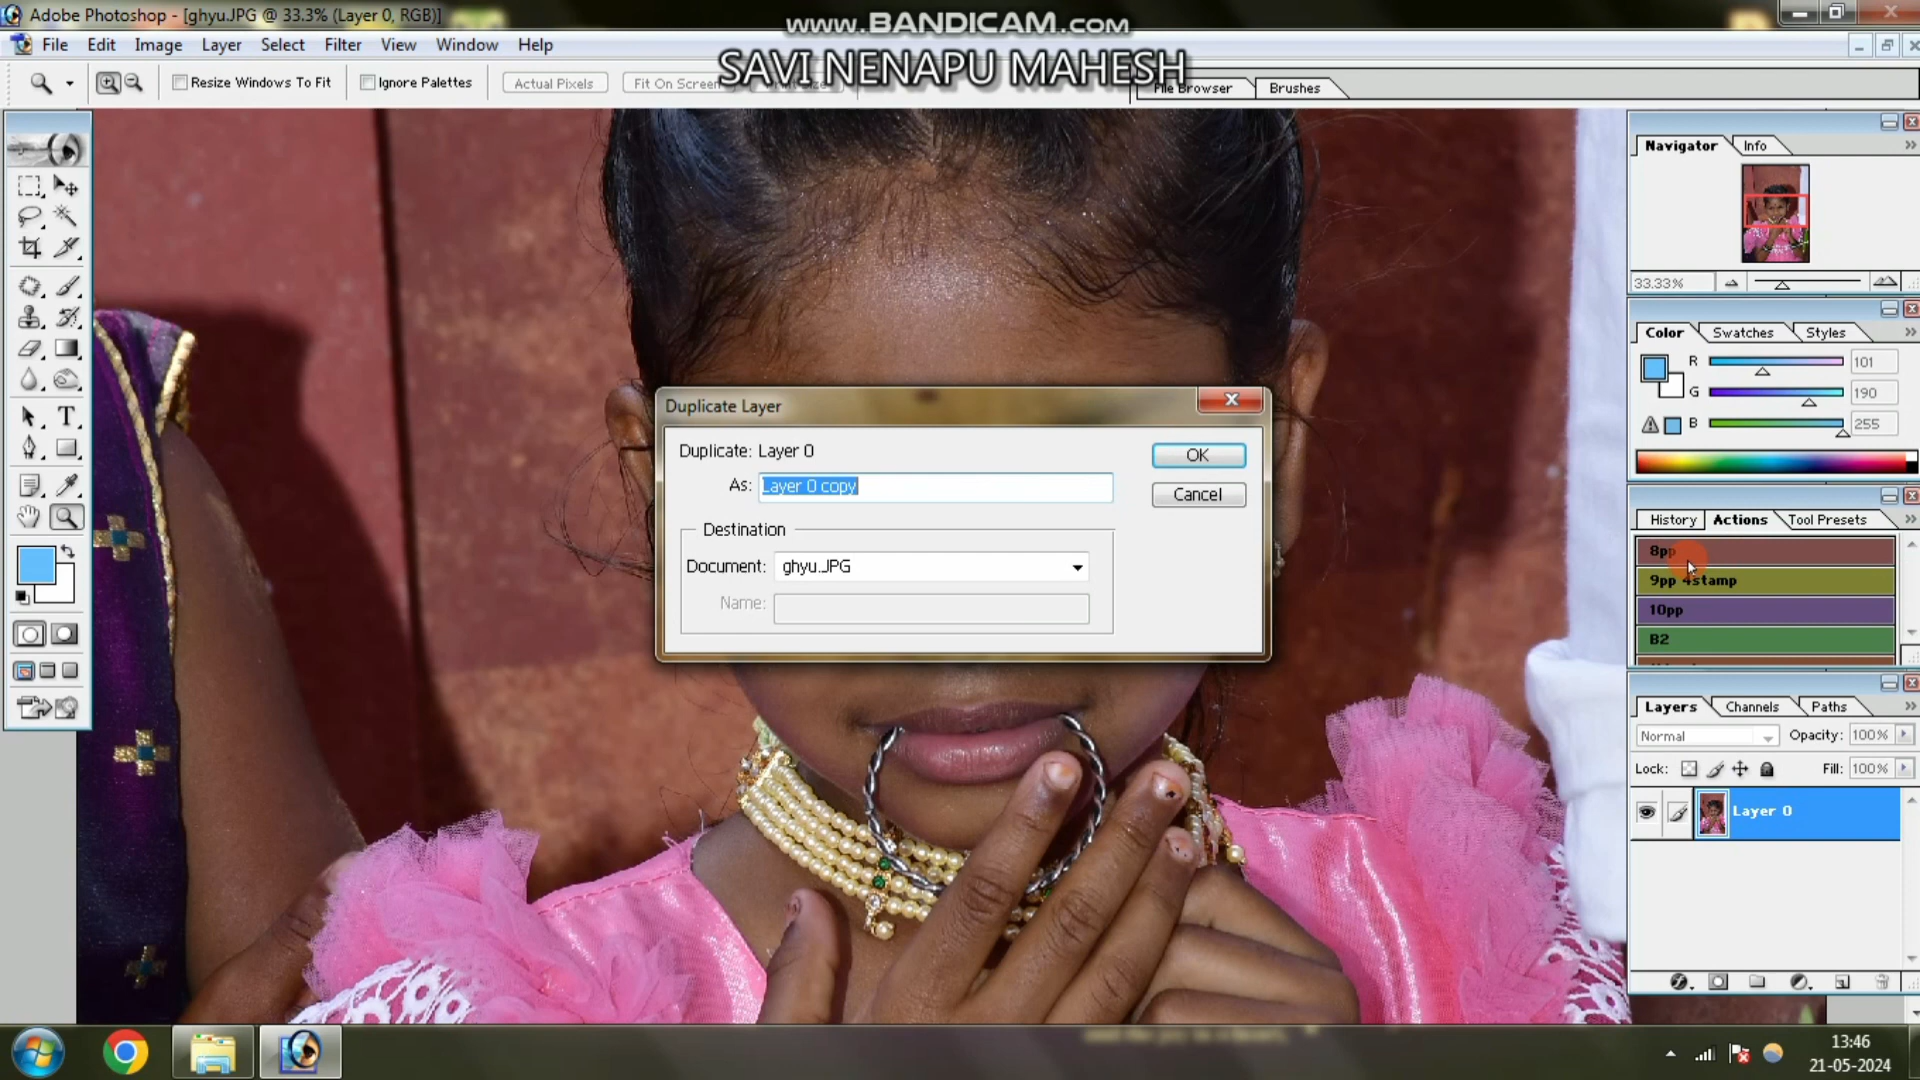 Adobe Photoshop - [ghyu.JPG @ 33.3% (Layer 0, RGB)]
www.BANDICAM.com
File Edit Image Layer Select Filter View Window Help
SAVI NENAPU MAHESH
Resize Windows To Fit
Ignore Palettes
Actual Pixels
Fit On Screen
File Browser
Brushes
Navigator
Info
33.33%
Color
Swatches
Styles
R 101
G 190
B 255
Duplicate Layer
Duplicate: Layer 0
As: Layer 0 copy
OK
Cancel
Destination
Document: ghyu.JPG
Name:
History
Actions
Tool Presets
8pp
9pp 4stamp
10pp
B2
Layers
Channels
Paths
Normal
Opacity: 100%
Lock:
Fill: 100%
Layer 0
13:46
21-05-2024